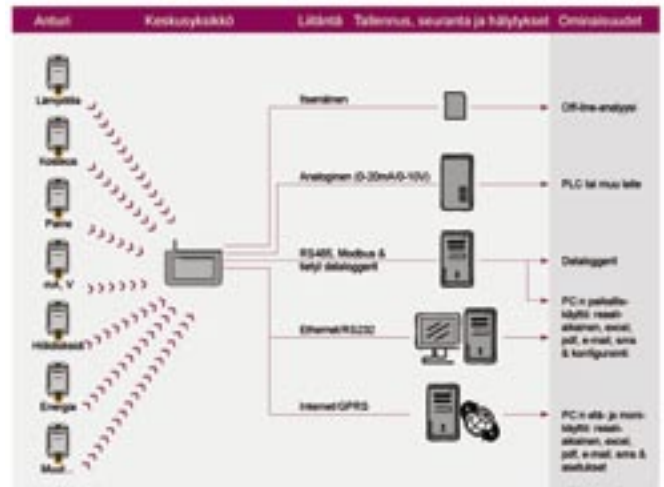 Anturi Keskusyksikkö Liitäntä Tallennus, seuranta ja hälytykset Ominaisuudet
Lämpötila
Kosteus
Paine
mA, V
Hiilidioksidi
Energia
Muut...
Itsenäinen
Analoginen (0-20mA/0-10V)
RS485, Modbus &
tietyt dataloggerit
Ethernet/RS232
Internet/GPRS
Off-line-analyysi
PLC tai muu laite
Dataloggerit
PC:n paikallis-
käyttö: reaali-
aikainen, excel,
pdf, e-mail, sms
& konfigurointi
PC:n etä- ja moni-
käyttö: reaali-
aikainen, excel,
pdf, e-mail, sms &
asetukset